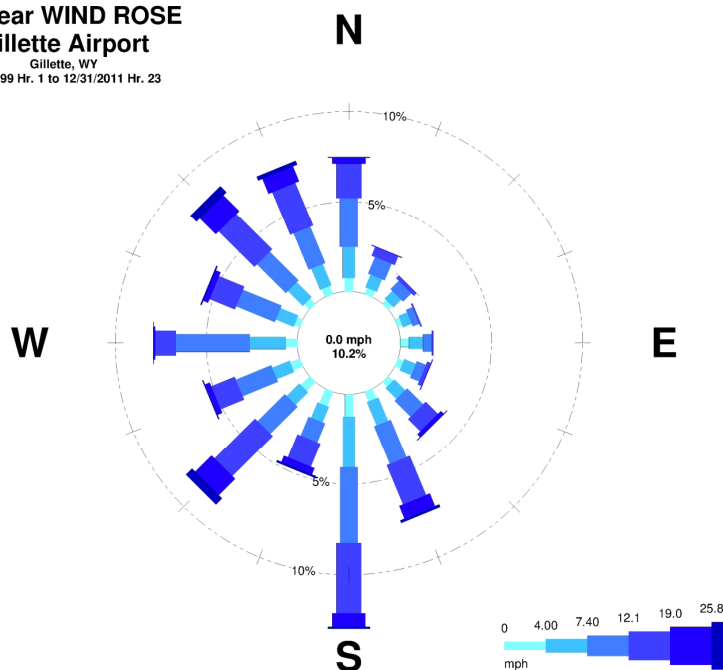 ear WIND ROSE
illette Airport
Gillette, WY
99 Hr. 1 to 12/31/2011 Hr. 23
N
10%
5%
W
0.0 mph
10.2%
E
5%
10%
S
0 4.00 7.40 12.1 19.0 25.8
mph